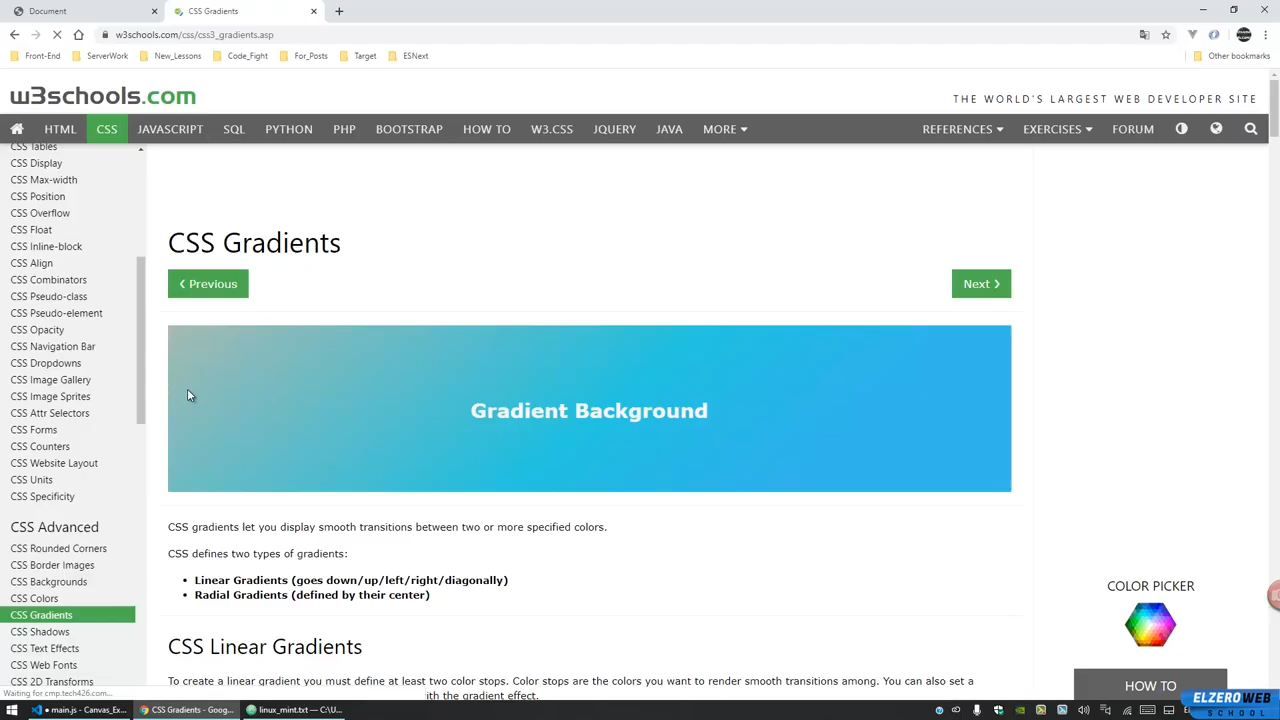 Document
CSS Gradients
w3schools.com/css/css3_gradients.asp
Front-End
ServerWork
New_Lessons
Code_Fight
For_Posts
Target
ESNext
Other bookmarks
w3schools.com
THE WORLD'S LARGEST WEB DEVELOPER SITE
HTML
CSS
JAVASCRIPT
SQL
PYTHON
PHP
BOOTSTRAP
HOW TO
W3.CSS
JQUERY
JAVA
MORE
REFERENCES
EXERCISES
FORUM
CSS Tables
CSS Display
CSS Max-width
CSS Position
CSS Overflow
CSS Float
CSS Inline-block
CSS Align
CSS Combinators
CSS Pseudo-class
CSS Pseudo-element
CSS Opacity
CSS Navigation Bar
CSS Dropdowns
CSS Image Gallery
CSS Image Sprites
CSS Attr Selectors
CSS Forms
CSS Counters
CSS Website Layout
CSS Units
CSS Specificity
CSS Advanced
CSS Rounded Corners
CSS Border Images
CSS Backgrounds
CSS Colors
CSS Gradients
CSS Shadows
CSS Text Effects
CSS Web Fonts
CSS 2D Transforms
CSS Gradients
❮ Previous
Next ❯
Gradient Background
CSS gradients let you display smooth transitions between two or more specified colors.
CSS defines two types of gradients:
• Linear Gradients (goes down/up/left/right/diagonally)
• Radial Gradients (defined by their center)
CSS Linear Gradients
To create a linear gradient you must define at least two color stops. Color stops are the colors you want to render smooth transitions among. You can also set a
with the gradient effect.
COLOR PICKER
HOW TO
Waiting for cmp.tech426.com...
● main.js - Canvas_Ex...
CSS Gradients - Goog...
linux_mint.txt — C:\U...
ELZEROWEB
SCHOOL